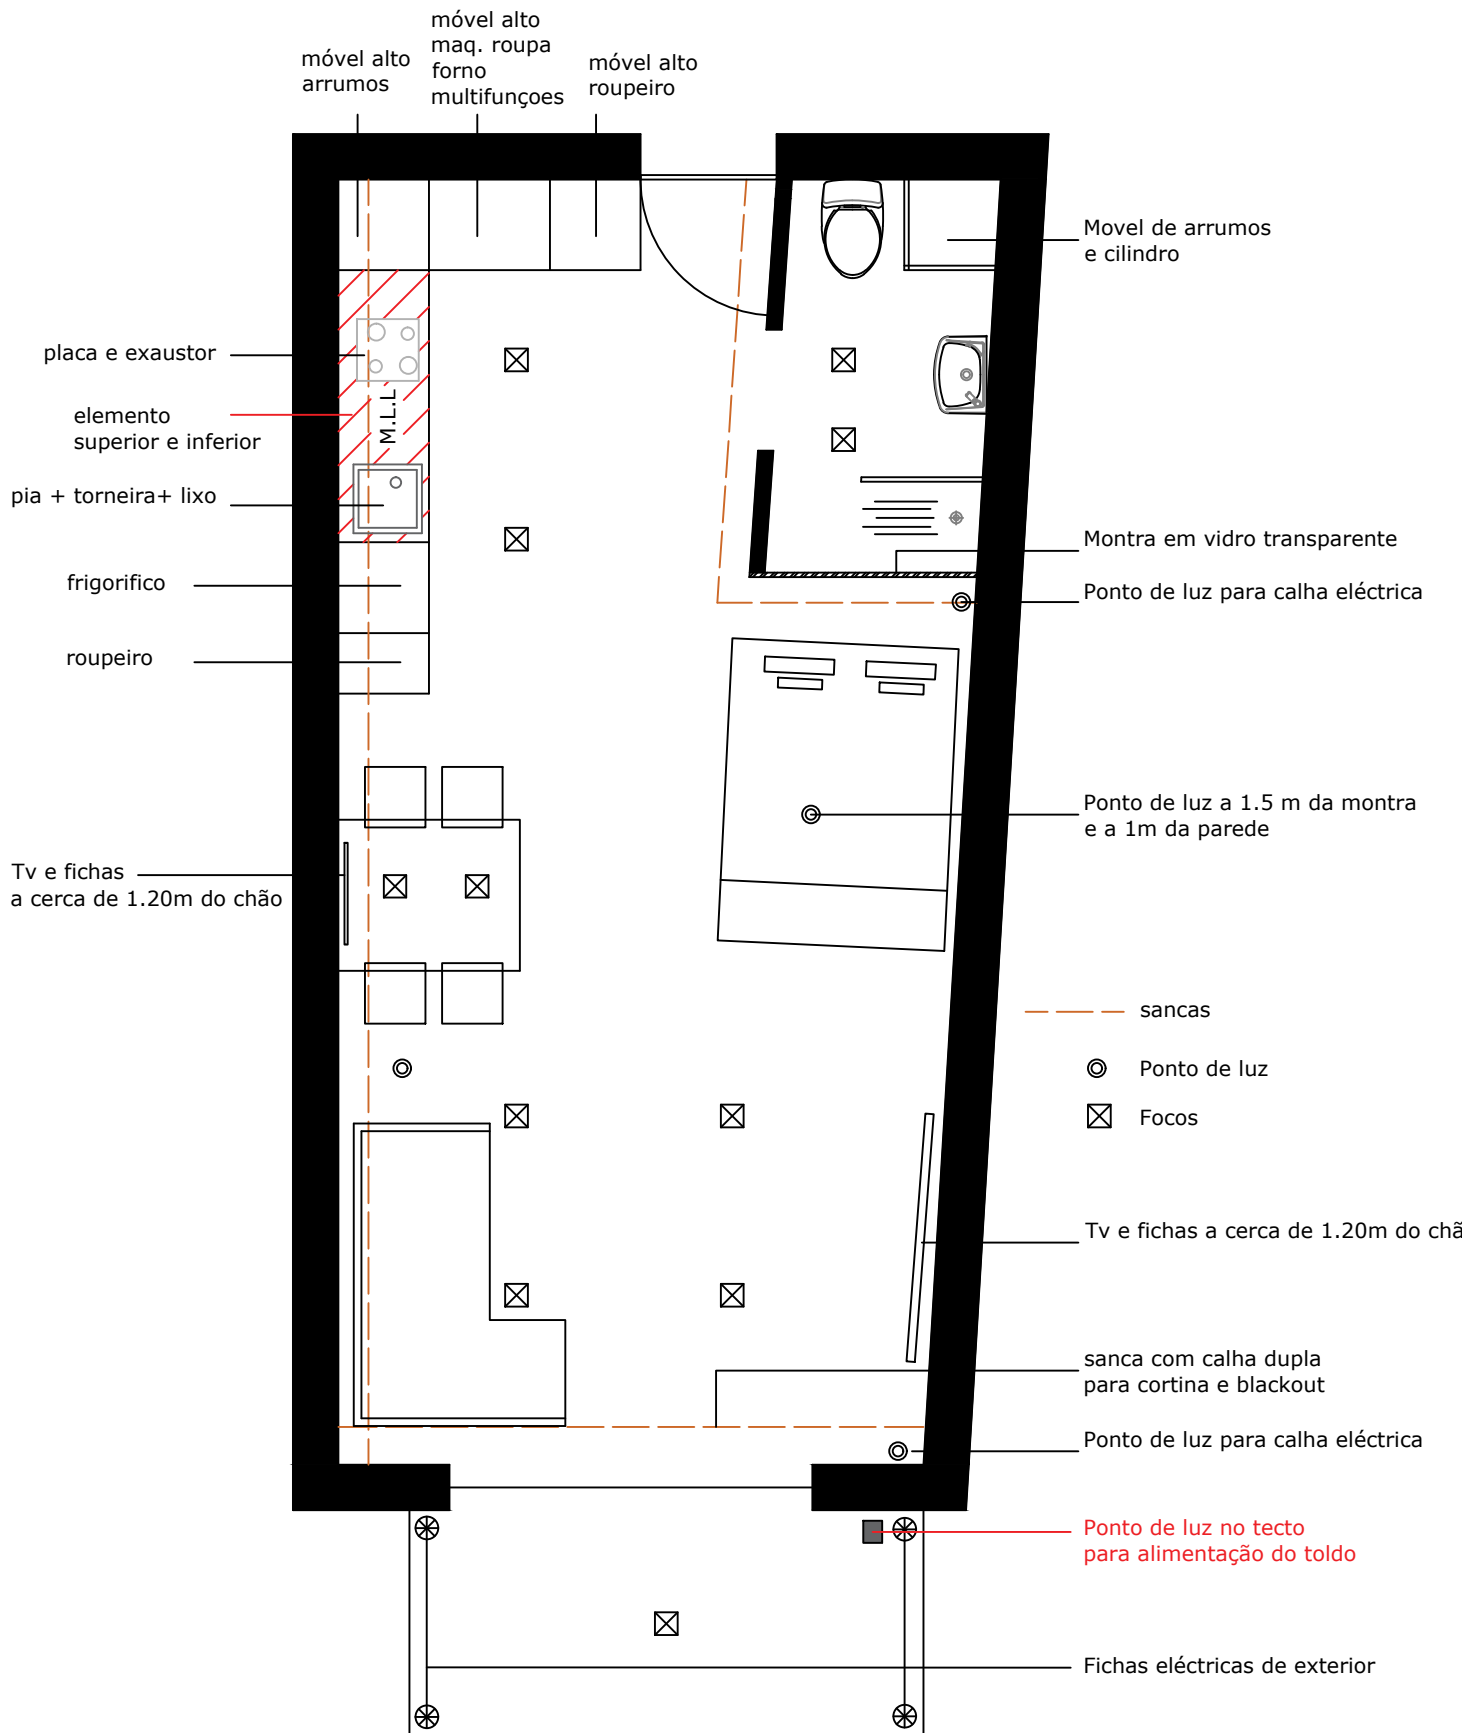 móvel alto
arrumos
móvel alto
maq. roupa
forno
multifunçoes
móvel alto
roupeiro
Movel de arrumos
e cilindro
placa e exaustor
elemento
superior e inferior
M.L.L
pia + torneira+ lixo
Montra em vidro transparente
frigorifico
Ponto de luz para calha eléctrica
roupeiro
Ponto de luz a 1.5 m da montra
e a 1m da parede
Tv e fichas
a cerca de 1.20m do chão
sancas
Ponto de luz
Focos
Tv e fichas a cerca de 1.20m do chã
sanca com calha dupla
para cortina e blackout
Ponto de luz para calha eléctrica
Ponto de luz no tecto
para alimentação do toldo
Fichas eléctricas de exterior